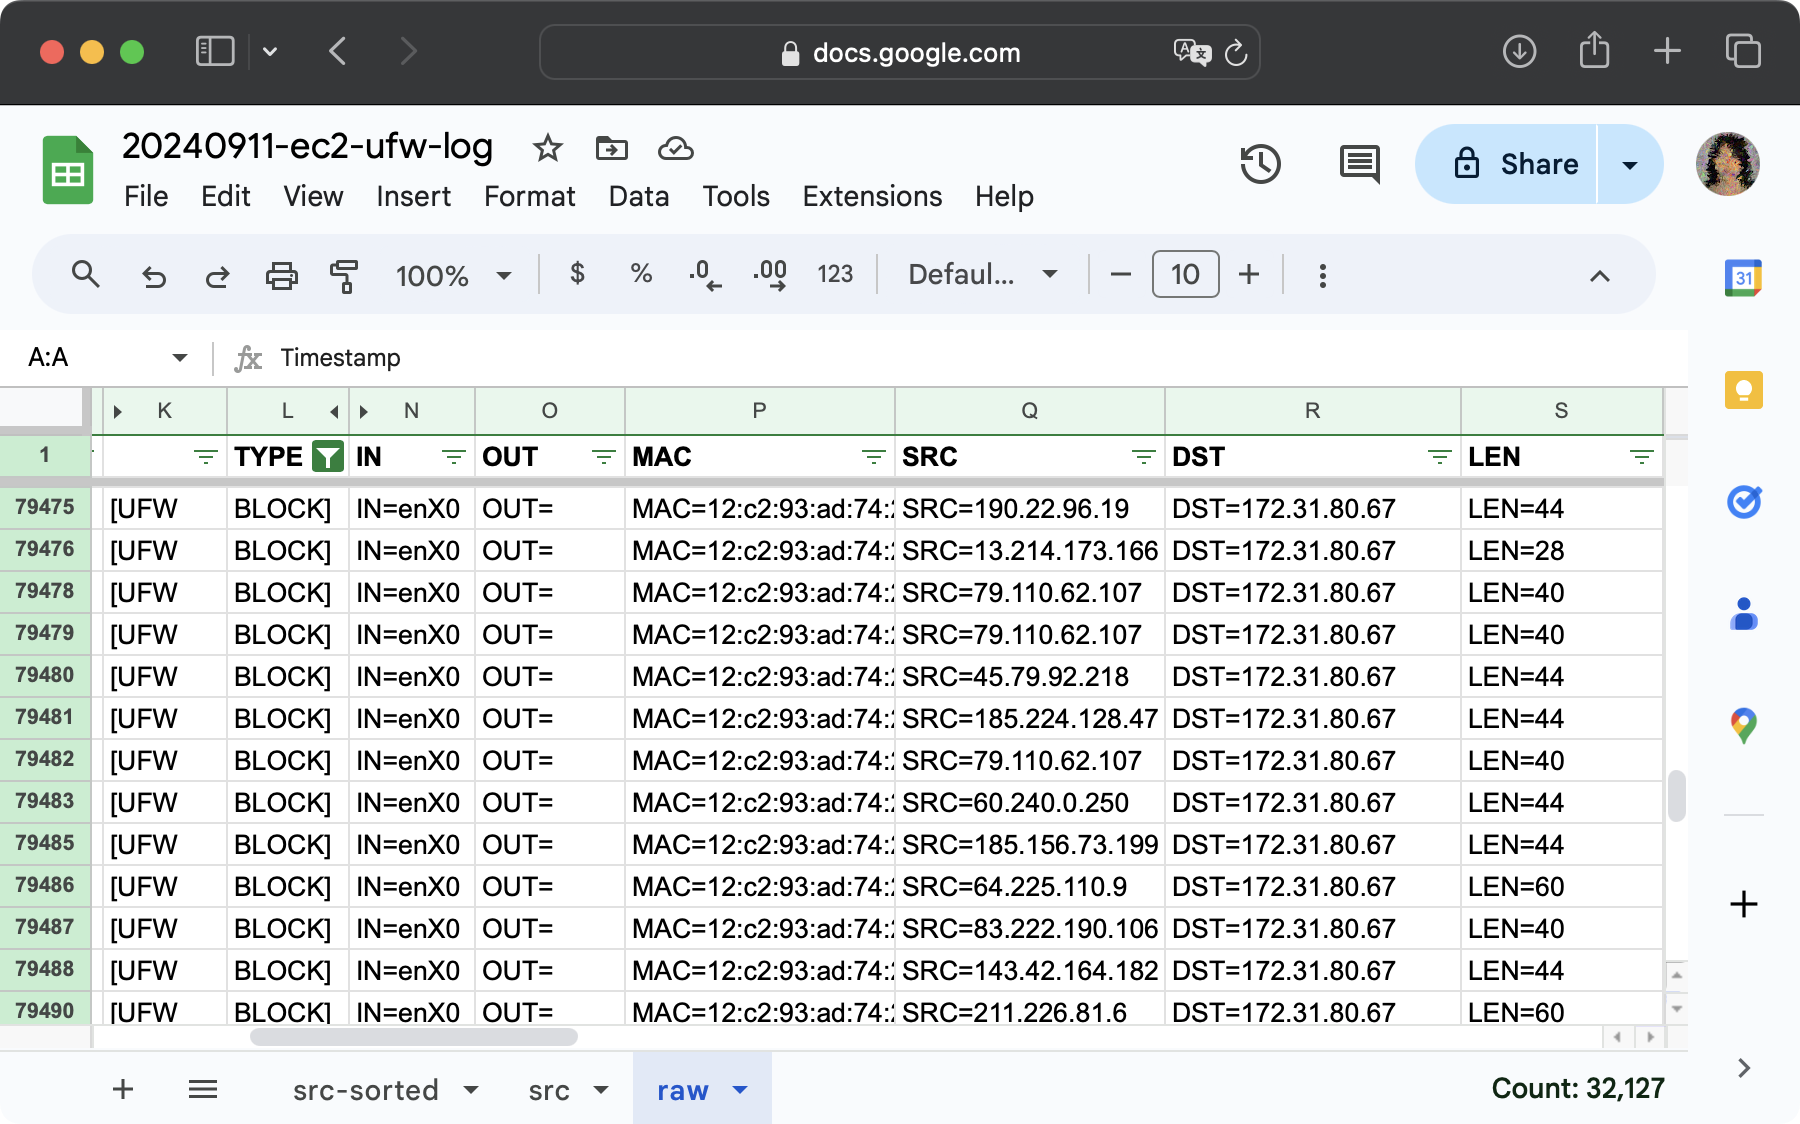 docs.google.com
20240911-ec2-ufw-log
File Edit View Insert Format Data Tools Extensions Help
Share
100% $ % .0 .00 123 Defaul... 10
31
A:A fx Timestamp
K L N O P Q R S
1 TYPE IN OUT MAC SRC DST LEN
79475 [UFW BLOCK] IN=enX0 OUT= MAC=12:c2:93:ad:74:2 SRC=190.22.96.19 DST=172.31.80.67 LEN=44
79476 [UFW BLOCK] IN=enX0 OUT= MAC=12:c2:93:ad:74:2 SRC=13.214.173.166 DST=172.31.80.67 LEN=28
79478 [UFW BLOCK] IN=enX0 OUT= MAC=12:c2:93:ad:74:2 SRC=79.110.62.107 DST=172.31.80.67 LEN=40
79479 [UFW BLOCK] IN=enX0 OUT= MAC=12:c2:93:ad:74:2 SRC=79.110.62.107 DST=172.31.80.67 LEN=40
79480 [UFW BLOCK] IN=enX0 OUT= MAC=12:c2:93:ad:74:2 SRC=45.79.92.218 DST=172.31.80.67 LEN=44
79481 [UFW BLOCK] IN=enX0 OUT= MAC=12:c2:93:ad:74:2 SRC=185.224.128.47 DST=172.31.80.67 LEN=44
79482 [UFW BLOCK] IN=enX0 OUT= MAC=12:c2:93:ad:74:2 SRC=79.110.62.107 DST=172.31.80.67 LEN=40
79483 [UFW BLOCK] IN=enX0 OUT= MAC=12:c2:93:ad:74:2 SRC=60.240.0.250 DST=172.31.80.67 LEN=44
79485 [UFW BLOCK] IN=enX0 OUT= MAC=12:c2:93:ad:74:2 SRC=185.156.73.199 DST=172.31.80.67 LEN=44
79486 [UFW BLOCK] IN=enX0 OUT= MAC=12:c2:93:ad:74:2 SRC=64.225.110.9 DST=172.31.80.67 LEN=60
79487 [UFW BLOCK] IN=enX0 OUT= MAC=12:c2:93:ad:74:2 SRC=83.222.190.106 DST=172.31.80.67 LEN=40
79488 [UFW BLOCK] IN=enX0 OUT= MAC=12:c2:93:ad:74:2 SRC=143.42.164.182 DST=172.31.80.67 LEN=44
79490 [UFW BLOCK] IN=enX0 OUT= MAC=12:c2:93:ad:74:2 SRC=211.226.81.6 DST=172.31.80.67 LEN=60
src-sorted src raw Count: 32,127